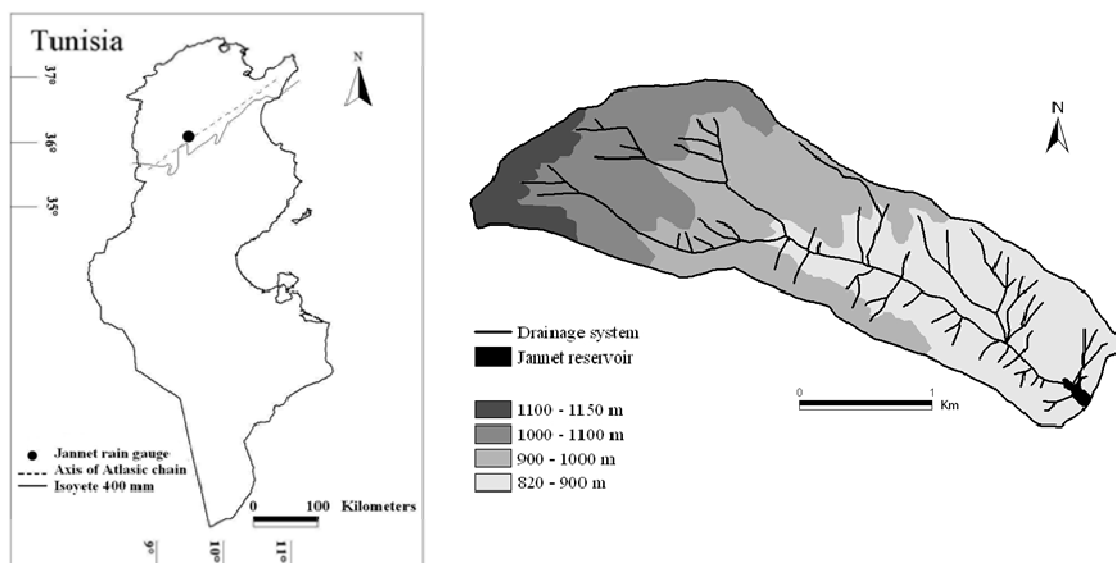 Tunisia
N
37°
36°
35°
Jannet rain gauge
Axis of Atlasic chain
Isoyete 400 mm
0 100 Kilometers
9° 10° 11°
N
Drainage system
Jannet reservoir
0 1
Km
1100 - 1150 m
1000 - 1100 m
900 - 1000 m
820 - 900 m